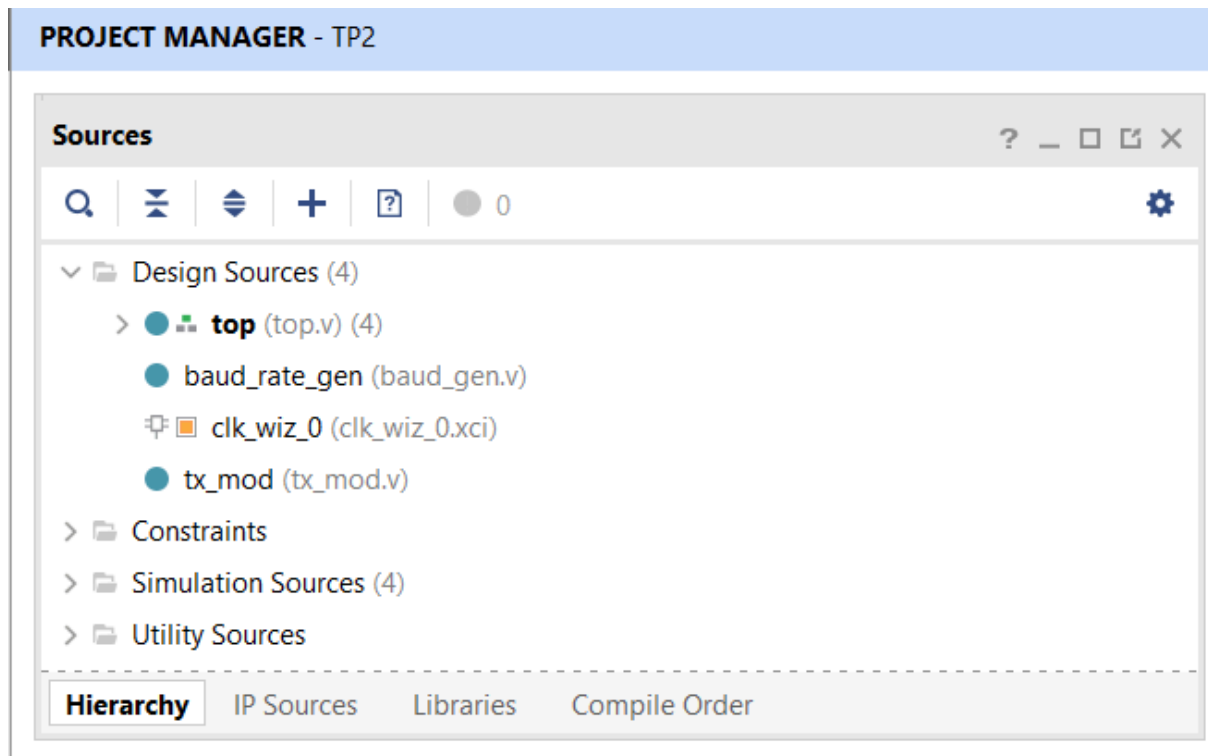 PROJECT MANAGER - TP2
Sources
0
Design Sources (4)
top (top.v) (4)
baud_rate_gen (baud_gen.v)
clk_wiz_0 (clk_wiz_0.xci)
tx_mod (tx_mod.v)
Constraints
Simulation Sources (4)
Utility Sources
Hierarchy IP Sources Libraries Compile Order